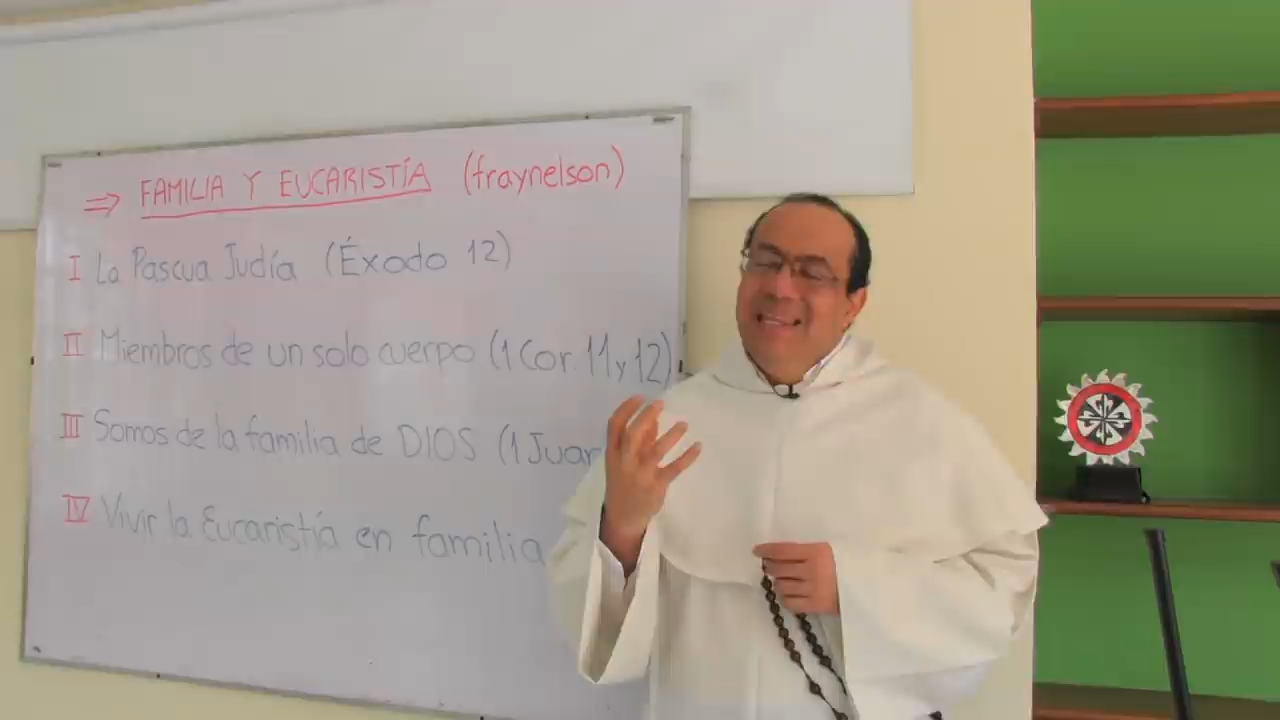 ⇒ FAMILIA Y EUCARISTÍA (fraynelson)
I La Pascua Judía (Éxodo 12)
II Miembros de un solo cuerpo (1 Cor. 11 y 12)
III Somos de la familia de DIOS (1 Juan
IV Vivir la Eucaristía en familia